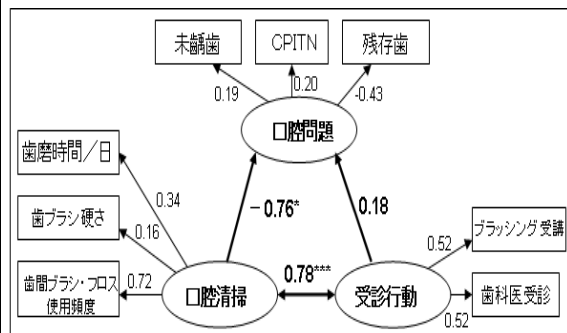 未齲歯
CPITN
残存歯
0.19
0.20
-0.43
口腔問題
歯磨時間／日
0.34
－0.76*
0.18
歯ブラシ硬さ
0.16
ブラッシング受講
0.52
歯間ブラシ・フロス
使用頻度
0.72
口腔清掃
0.78***
受診行動
歯科医受診
0.52